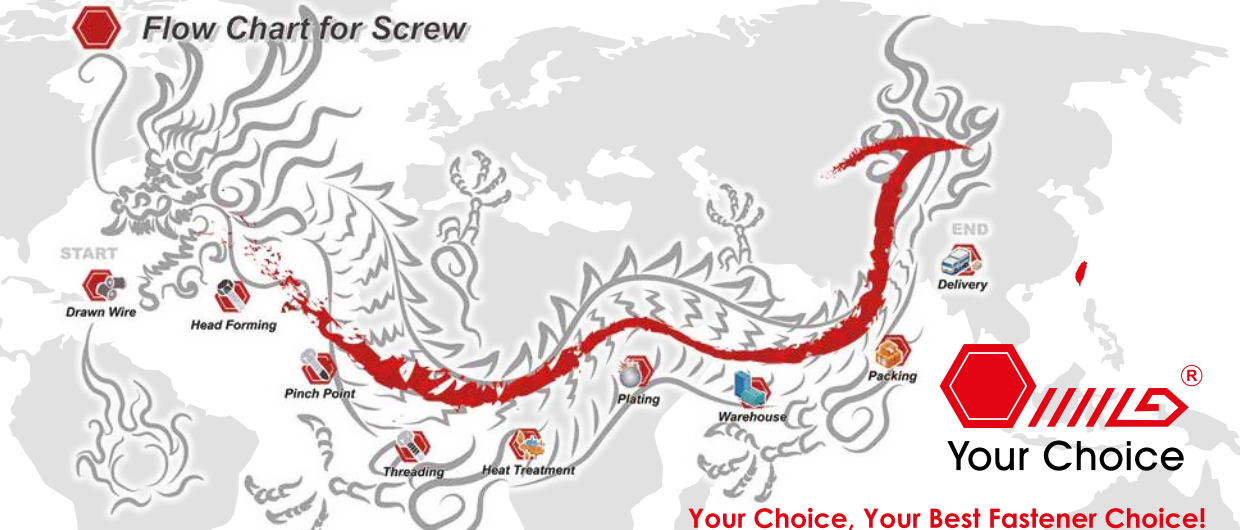 Flow Chart for Screw
START
Drawn Wire
Head Forming
Pinch Point
Threading
Heat Treatment
Plating
Warehouse
Packing
END
Delivery
®
Your Choice
Your Choice, Your Best Fastener Choice!